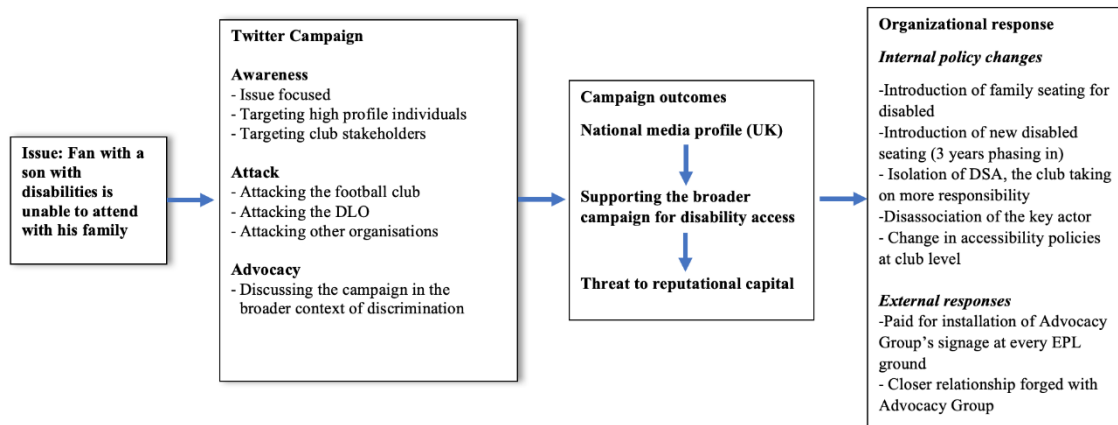 Issue: Fan with a
son with
disabilities is
unable to attend
with his family
Twitter Campaign
Awareness
- Issue focused
- Targeting high profile individuals
- Targeting club stakeholders
Attack
- Attacking the football club
- Attacking the DLO
- Attacking other organisations
Advocacy
- Discussing the campaign in the
broader context of discrimination
Campaign outcomes
National media profile (UK)
Supporting the broader
campaign for disability access
Threat to reputational capital
Organizational response
Internal policy changes
-Introduction of family seating for
disabled
-Introduction of new disabled
seating (3 years phasing in)
- Isolation of DSA, the club taking
on more responsibility
-Disassociation of the key actor
- Change in accessibility policies
at club level
External responses
-Paid for installation of Advocacy
Group’s signage at every EPL
ground
- Closer relationship forged with
Advocacy Group